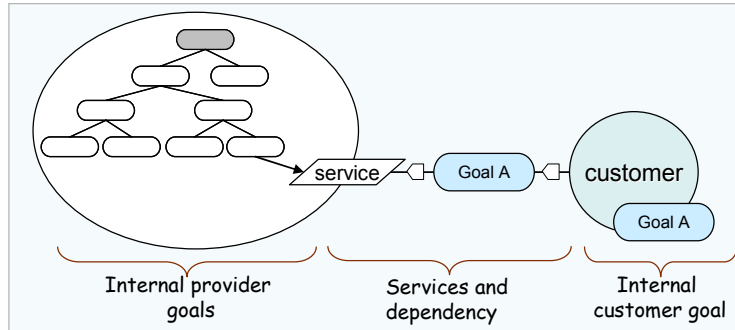 service
Goal A
customer
Goal A
Internal provider
goals
Services and
dependency
Internal
customer goal